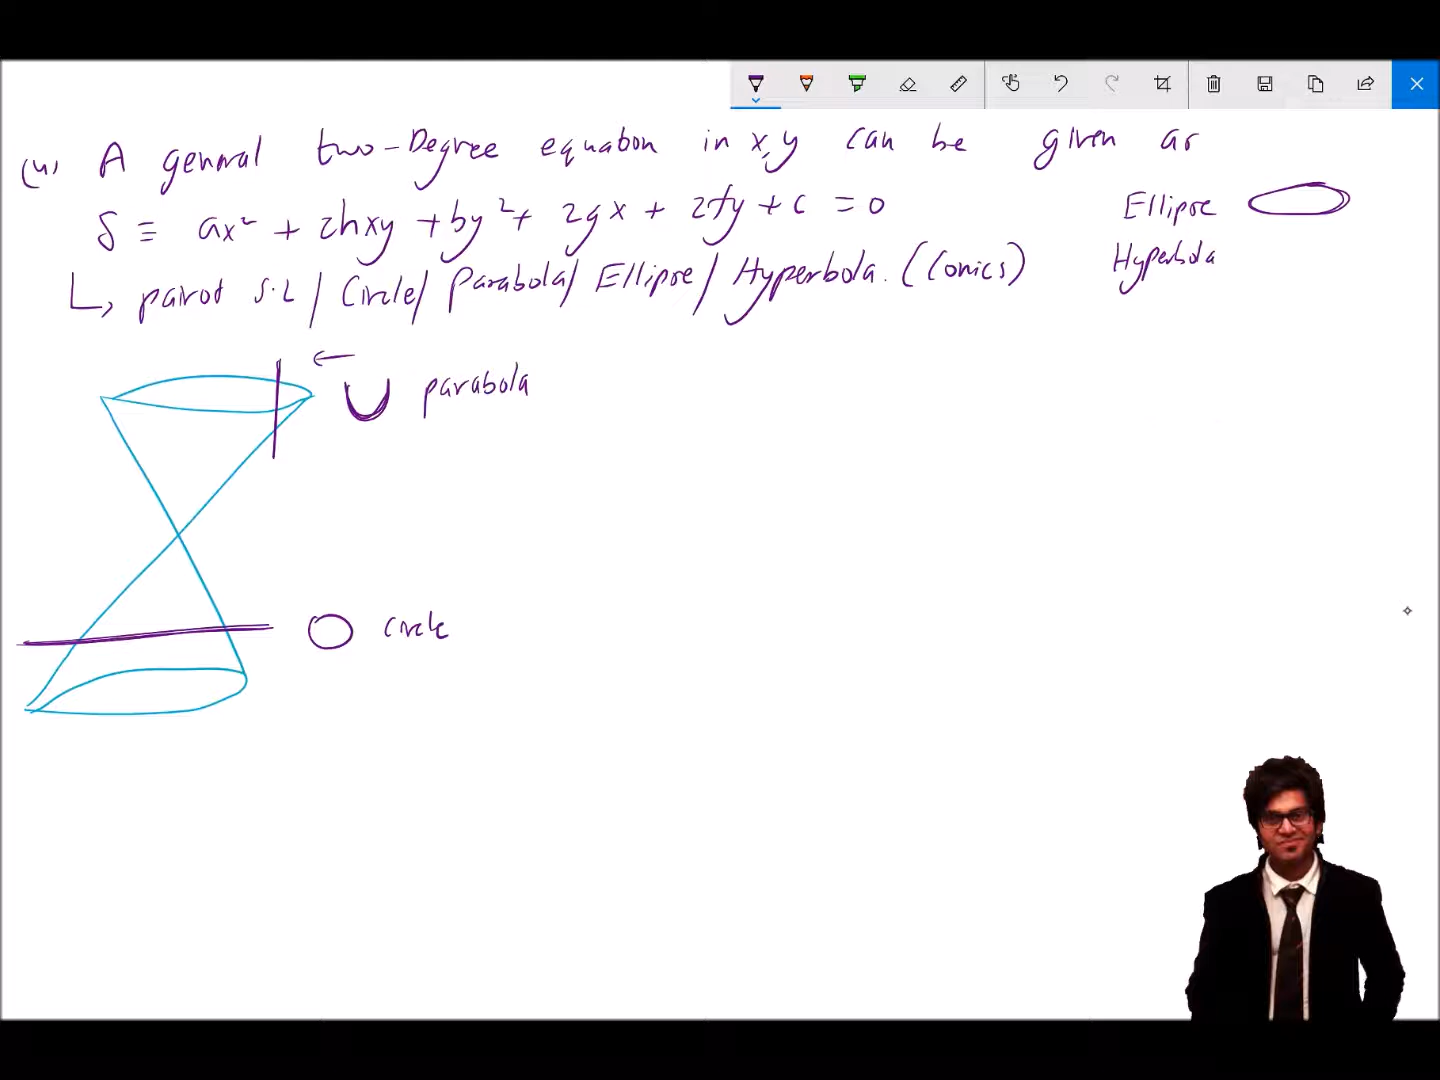 (4) A general two-Degree equation in x,y can be given as
S ≡ ax² + 2hxy + by² + 2gx + 2fy + c = 0
Ellipse
↳ pair of S.L / Circle / Parabola / Ellipse / Hyperbola. (Conics)
Hyperbola
parabola
circle